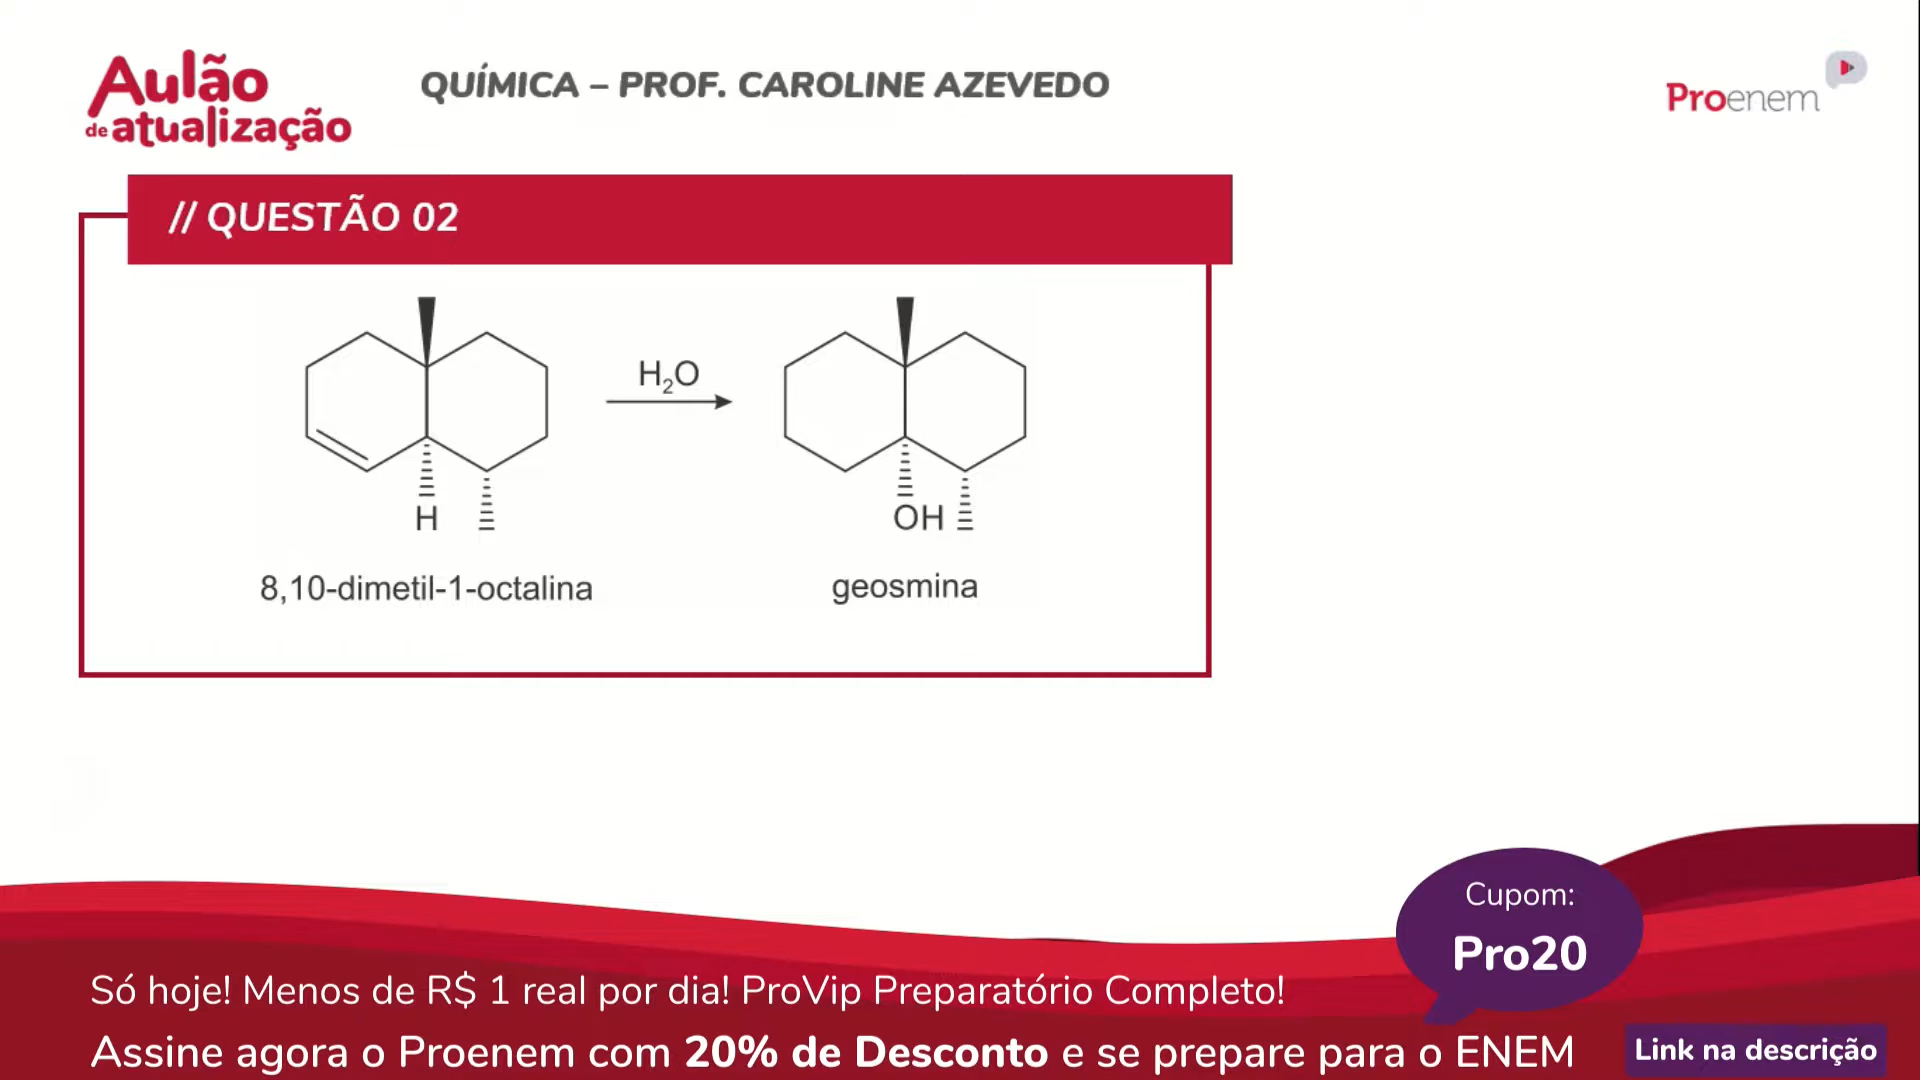 Aulão
de atualização
QUÍMICA – PROF. CAROLINE AZEVEDO
Proenem
// QUESTÃO 02
H₂O
H
OH
8,10-dimetil-1-octalina
geosmina
Cupom:
Pro20
Só hoje! Menos de R$ 1 real por dia! ProVip Preparatório Completo!
Assine agora o Proenem com 20% de Desconto e se prepare para o ENEM
Link na descrição